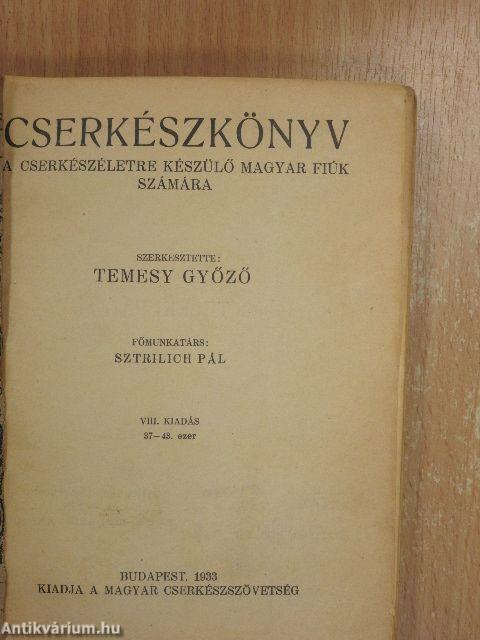 CSERKÉSZKÖNYV
A CSERKÉSZÉLETRE KÉSZÜLŐ MAGYAR FIÚK
SZÁMÁRA
SZERKESZTETTE:
TEMESY GYŐZŐ
FŐMUNKATÁRS:
SZTRILICH PÁL
VIII. KIADÁS
37—43. ezer
BUDAPEST, 1933
KIADJA A MAGYAR CSERKÉSZSZÖVETSÉG
Antikvárium.hu